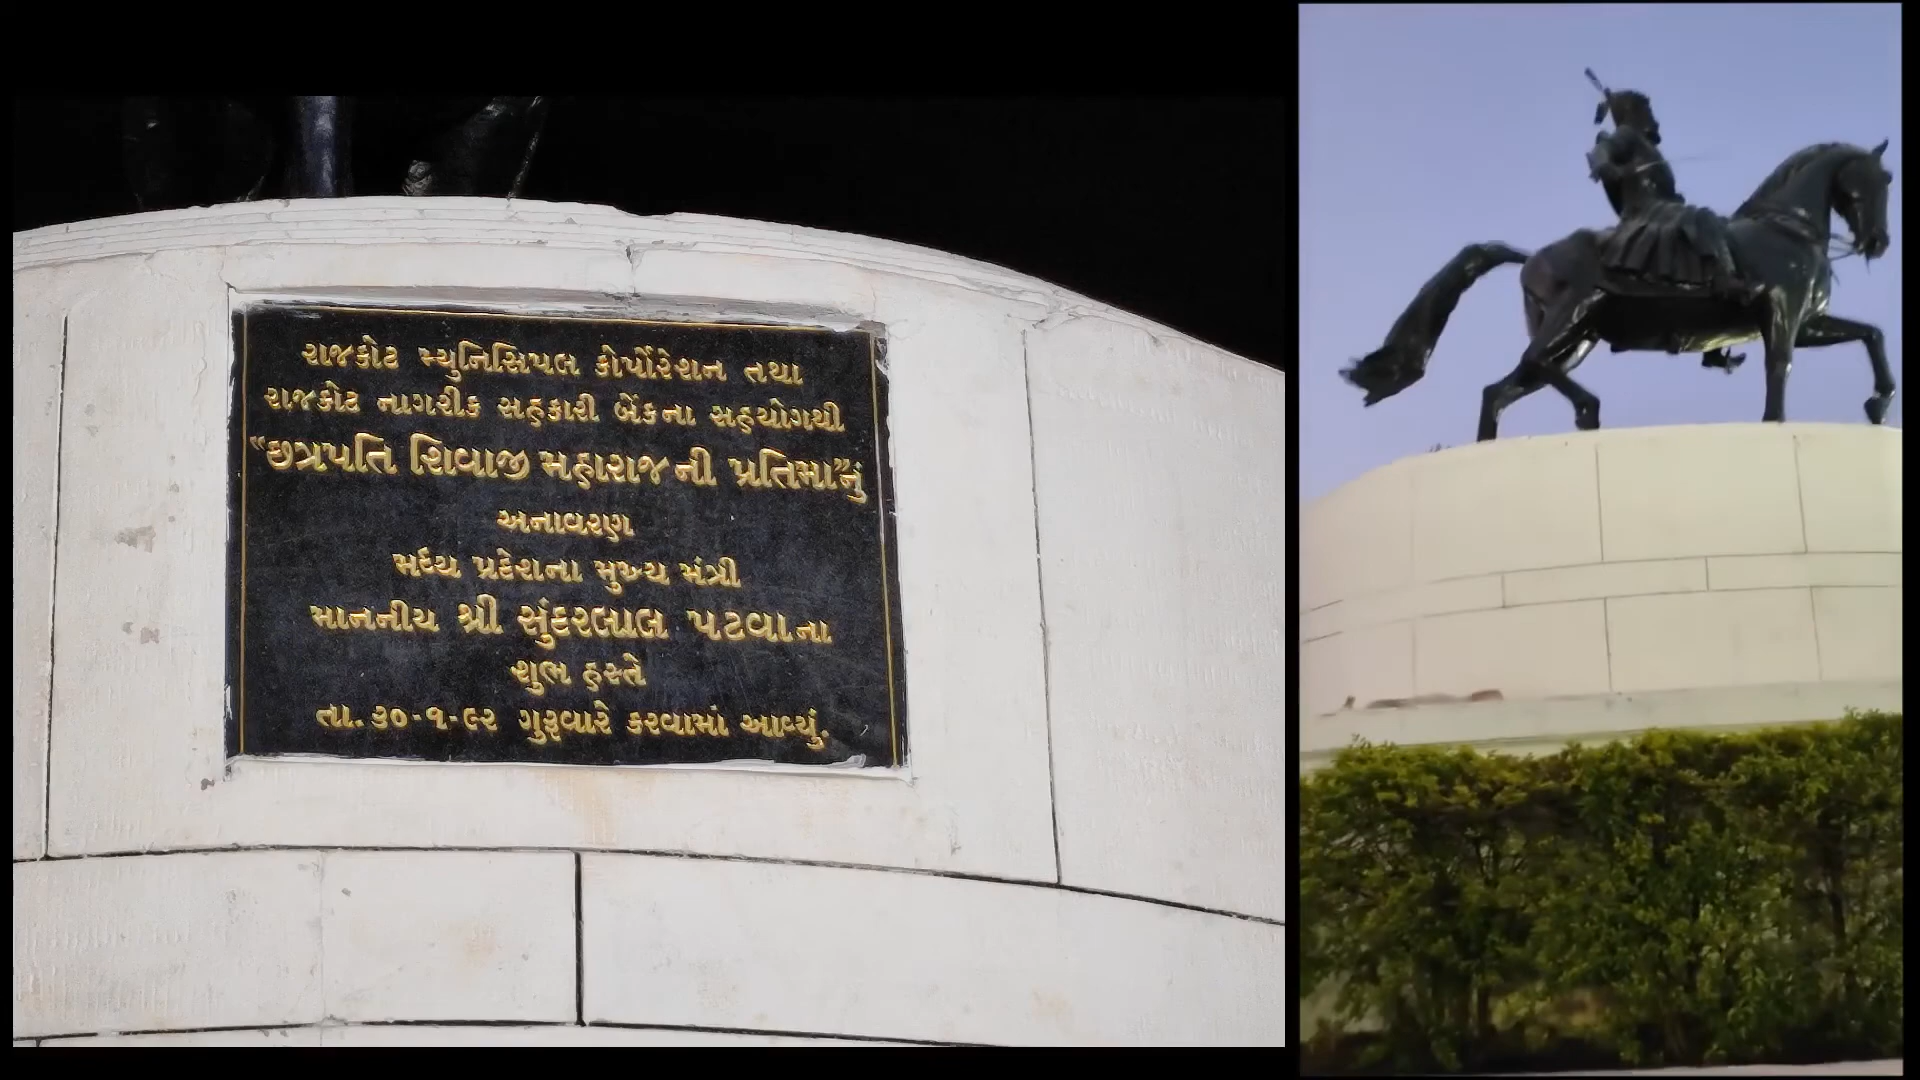 રાજકોટ મ્યુનિસિપલ કોર્પોરેશન તથા
રાજકોટ નાગરીક સહકારી બેંકના સહયોગથી
“છત્રપતિ શિવાજી મહારાજની પ્રતિમા”નું
અનાવરણ
મધ્ય પ્રદેશના મુખ્ય મંત્રી
માનનીય શ્રી સુંદરલાલ પટવાના
શુભ હસ્તે
તા. ૩૦-૧-૯૨ ગુરૂવારે કરવામાં આવ્યું.